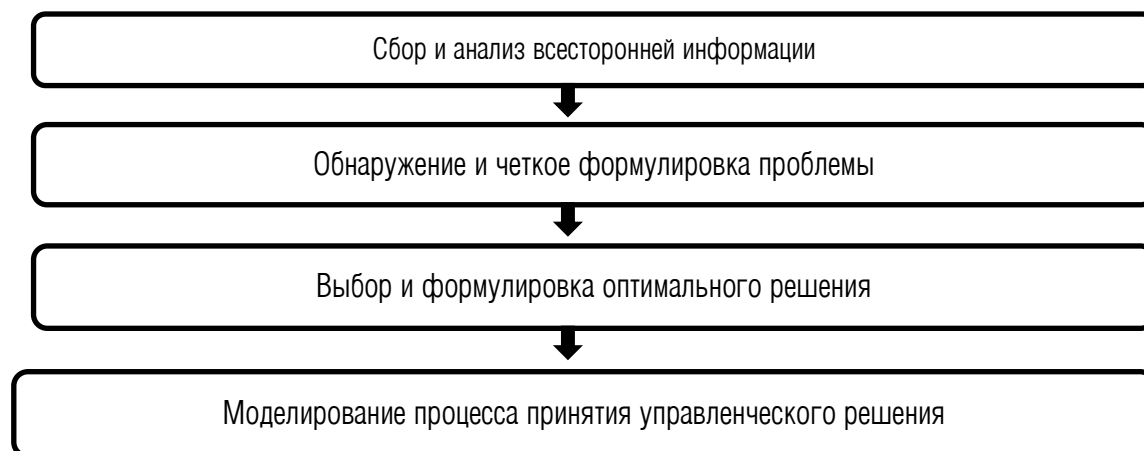 Сбор и анализ всесторонней информации
Обнаружение и четкое формулировка проблемы
Выбор и формулировка оптимального решения
Моделирование процесса принятия управленческого решения